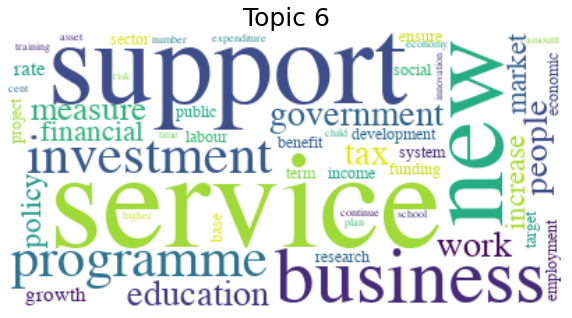 Topic 6
training
asset
sector
number
expenditure
ensure
economy
amount
cent
rate
support
risk
social
innovation
new
market
economic
project
measure
public
government
financial
time
labour
child
development
people
investment
benefit
tax
system
increase
policy
term
income
funding
service
higher
base
continue
school
plan
target
employment
programme
research
work
business
growth
education